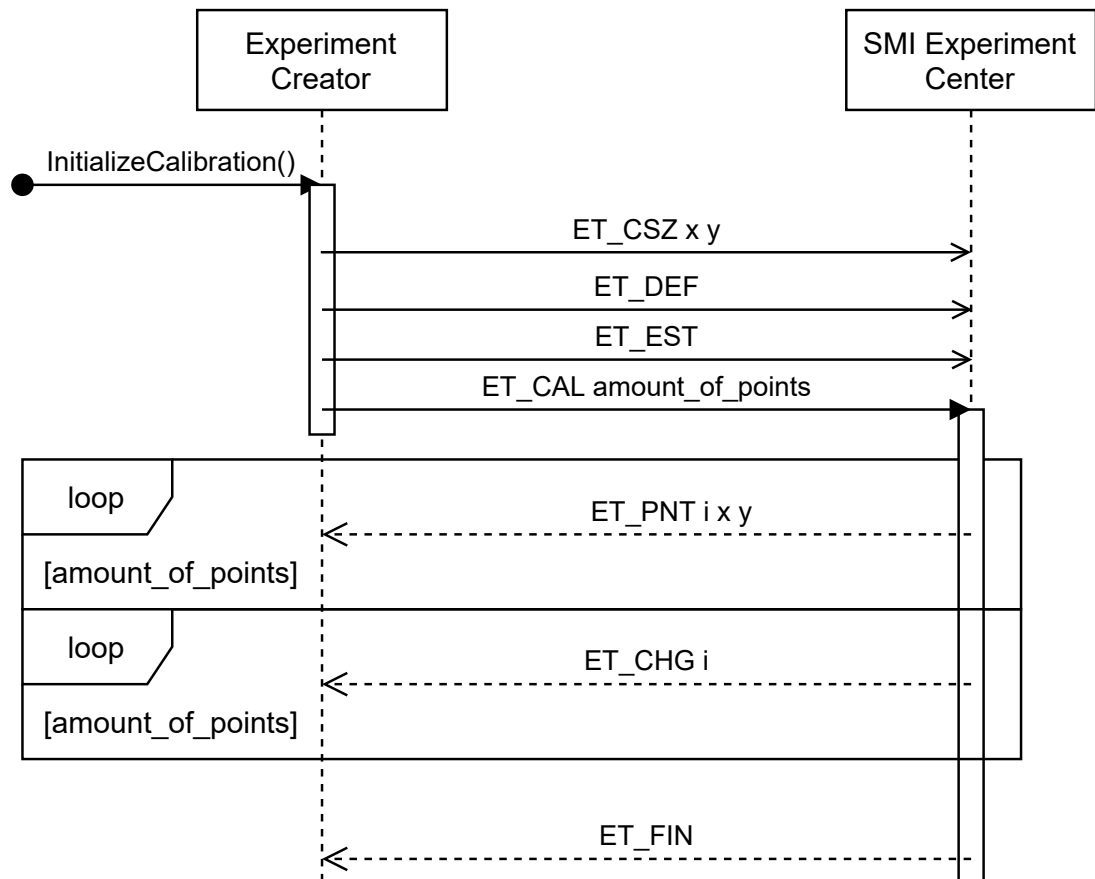 Experiment
Creator
SMI Experiment
Center
InitializeCalibration()
ET_CSZ x y
ET_DEF
ET_EST
ET_CAL amount_of_points
loop
ET_PNT i x y
[amount_of_points]
loop
ET_CHG i
[amount_of_points]
ET_FIN